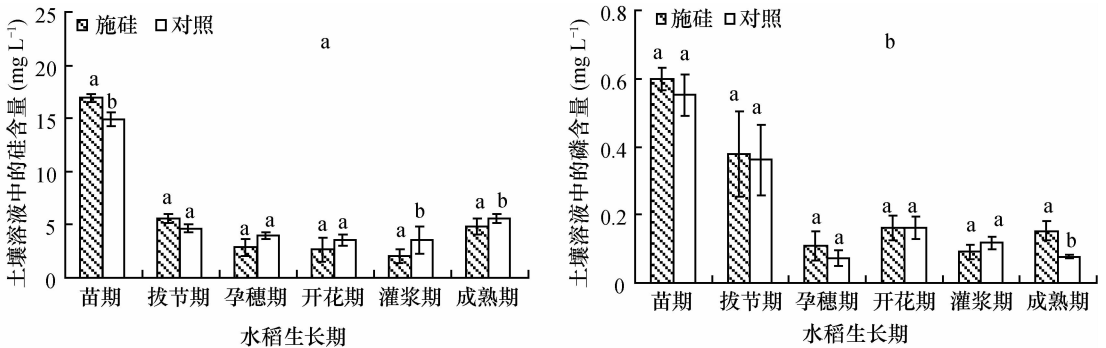 土壤溶液中的硅含量 (mg L⁻¹)
25
20
15
10
5
0
施硅 对照
a
a b
a a
a a
a a
a b
a b
苗期 拔节期 孕穗期 开花期 灌浆期 成熟期
水稻生长期
土壤溶液中的磷含量 (mg L⁻¹)
0.8
0.6
0.4
0.2
0
施硅 对照
b
a a
a a
a a
a a
a a
a b
苗期 拔节期 孕穗期 开花期 灌浆期 成熟期
水稻生长期